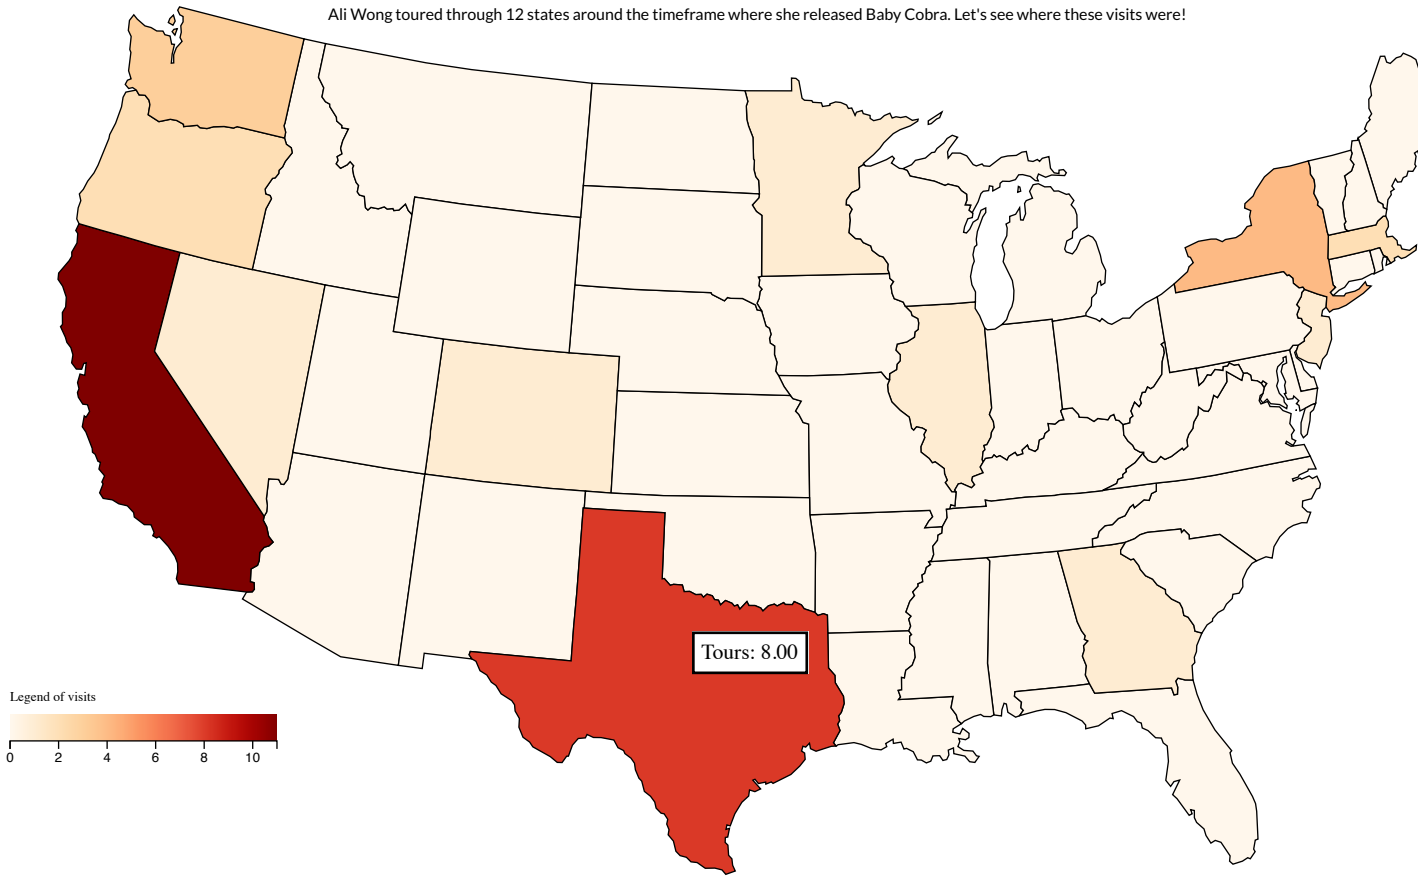 Ali Wong toured through 12 states around the timeframe where she released Baby Cobra. Let's see where these visits were!
Tours: 8.00
Legend of visits
0 2 4 6 8 10